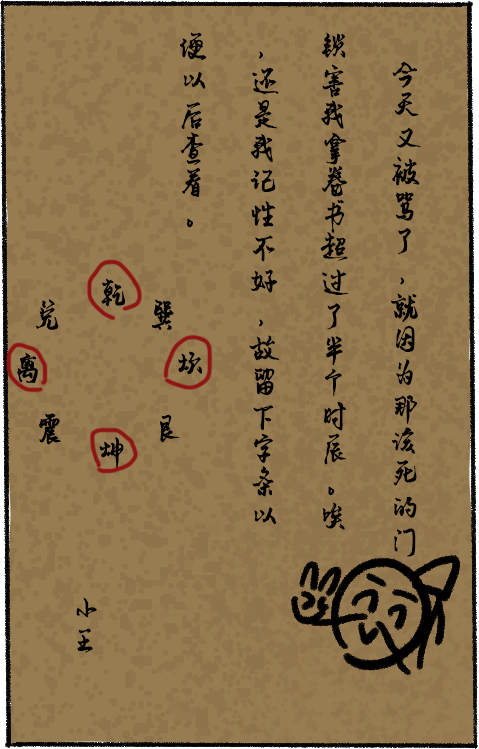 今天又被骂了，就因为那该死的门
锁害我拿卷书超过了半个时辰。唉
，还是我记性不好，故留下字条以
便以后查看。
乾
兑 巽
离 坎
震 艮
坤
小王